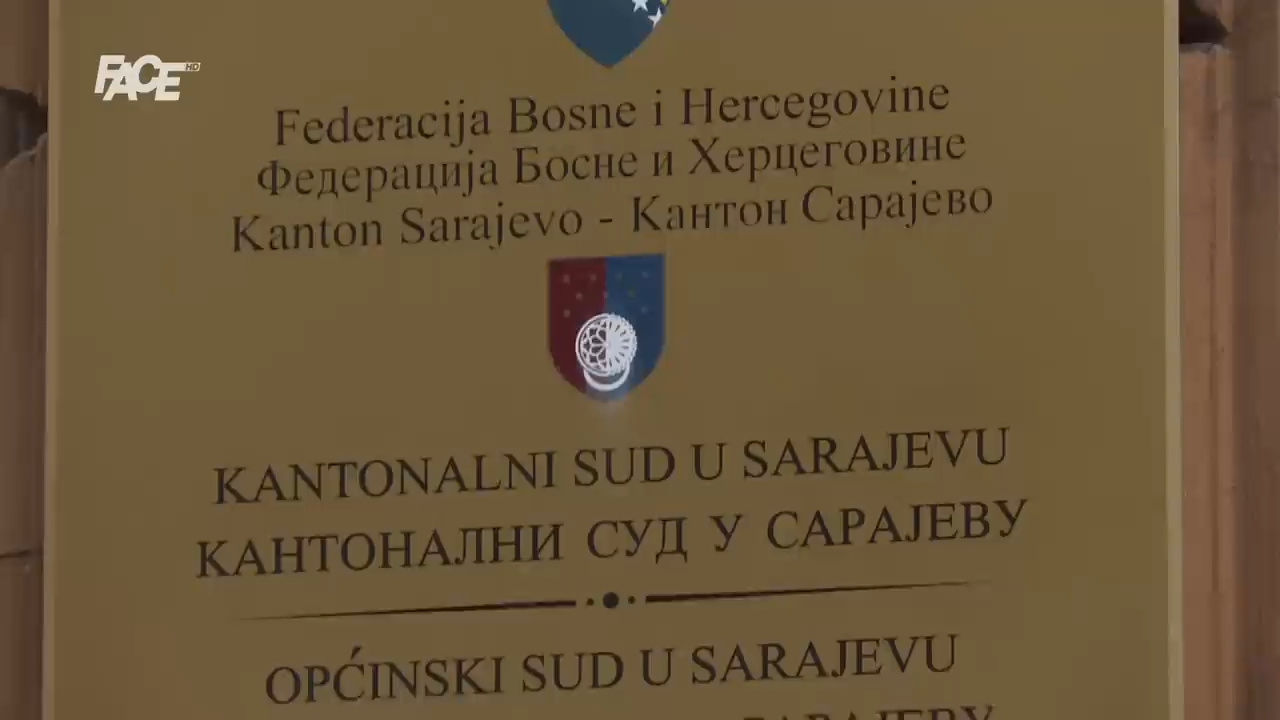 FACE HD
Federacija Bosne i Hercegovine
Федерација Босне и Херцеговине
Kanton Sarajevo - Кантон Сарајево
KANTONALNI SUD U SARAJEVU
КАНТОНАЛНИ СУД У САРАЈЕВУ
OPĆINSKI SUD U SARAJEVU